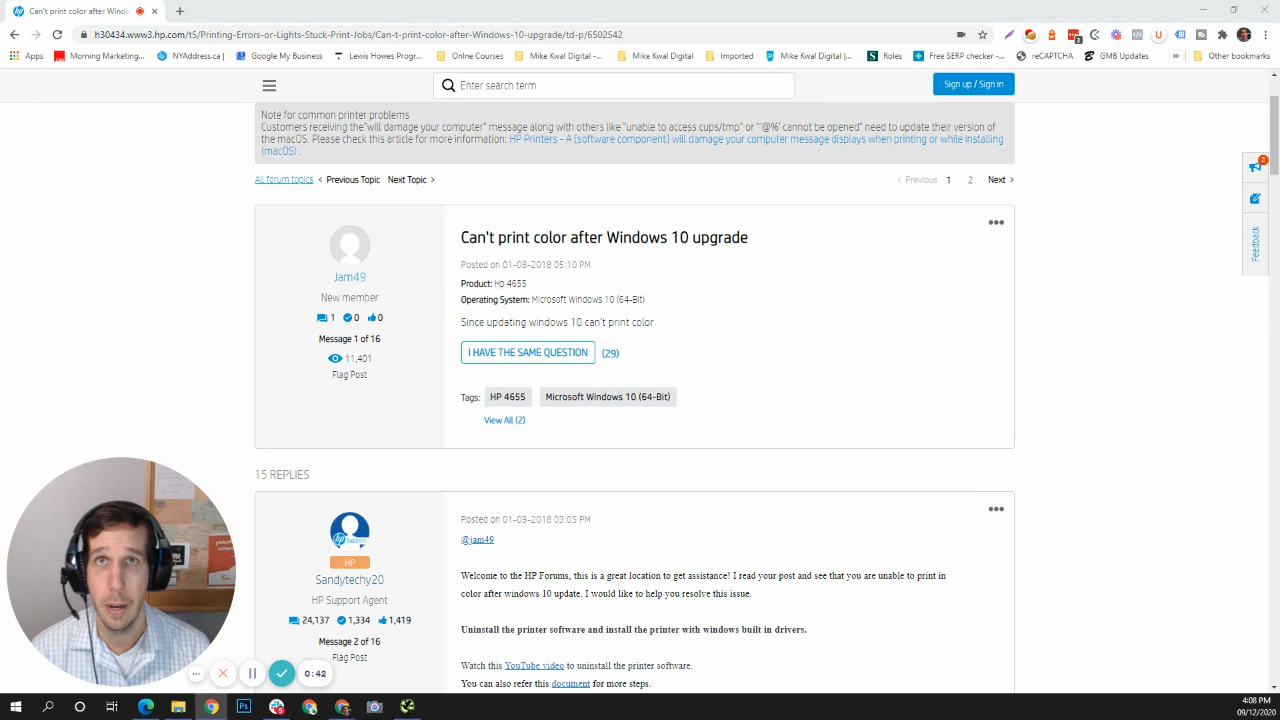 Can't print color after Windo
h30434.www3.hp.com/t5/Printing-Errors-or-Lights-Stuck-Print-Jobs/Can-t-print-color-after-Windows-10-upgrade/td-p/6502542
3
Apps
Morning Marketing...
NYAddress.ca |
Google My Business
Lewes Powes Progr...
Online Courses
Mike Kwal Digital -...
Mike Kwal Digital
Imported
Mike Kwal Digital |...
Roles
Free SERP checker -...
reCAPTCHA
GMB Updates
»
Other bookmarks
Enter search term
Sign up / Sign in
Note for common printer problems
Customers receiving the"will damage your computer" message along with others like "unable to access cups/tmp" or "'@%' cannot be opened" need to update their version of
the macOS. Please check this article for more information: HP Printers - A [software component] will damage your computer message displays when printing or while installing
(macOS) .
All forum topics
Previous Topic
Next Topic
Previous
1
2
Next
2
Feedback
Jam49
New member
1
0
0
Message 1 of 16
11,401
Flag Post
Can't print color after Windows 10 upgrade
Posted on 01-08-2018 05:10 PM
Product: Hp 4655
Operating System: Microsoft Windows 10 (64-Bit)
Since updating windows 10 can't print color
I HAVE THE SAME QUESTION
(29)
Tags:
HP 4655
Microsoft Windows 10 (64-Bit)
View All (2)
15 REPLIES
hp Support
HP
Sandytechy20
HP Support Agent
24,137
1,334
1,419
Message 2 of 16
Flag Post
Posted on 01-09-2018 03:05 PM
@jam49
Welcome to the HP Forums, this is a great location to get assistance! I read your post and see that you are unable to print in
color after windows 10 update. I would like to help you resolve this issue.
Uninstall the printer software and install the printer with windows built in drivers.
Watch this YouTube video to uninstall the printer software.
You can also refer this document for more steps.
0:42
4:08 PM
09/12/2020